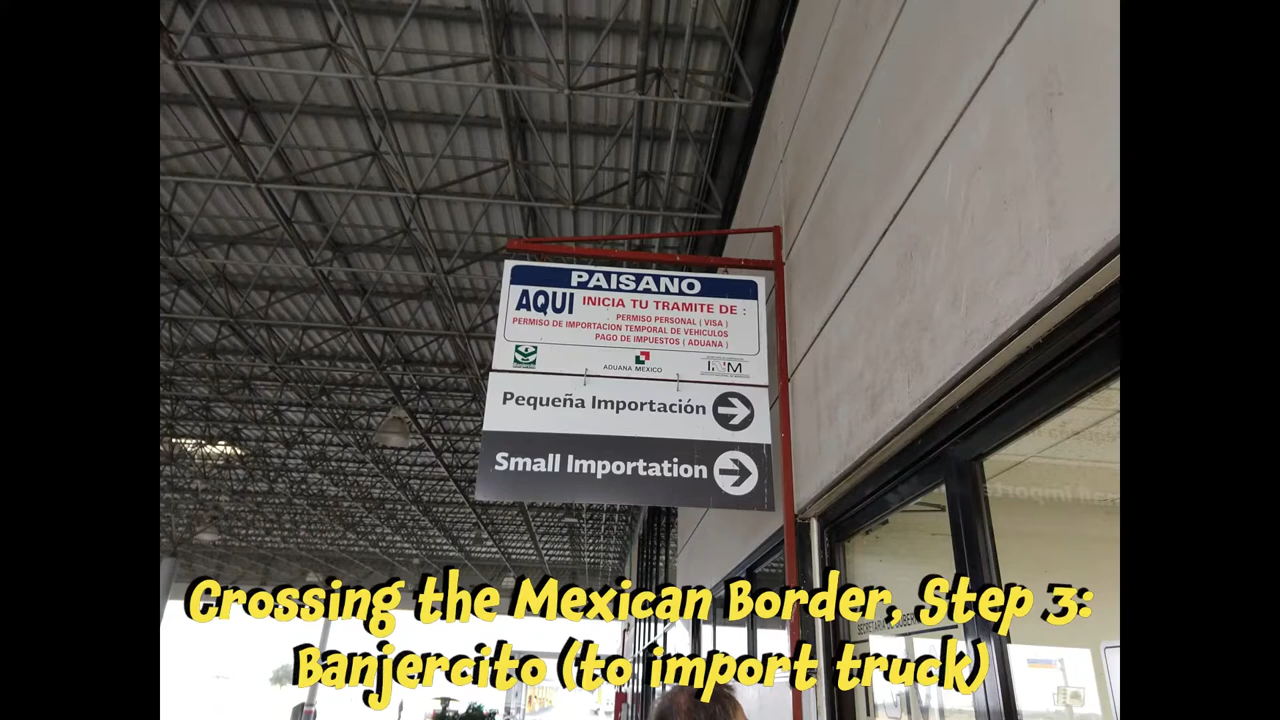 PAISANO
AQUI INICIA TU TRAMITE DE :
PERMISO PERSONAL ( VISA )
PERMISO DE IMPORTACION TEMPORAL DE VEHICULOS
PAGO DE IMPUESTOS ( ADUANA )
ADUANA MEXICO
INM
Pequeña Importación
Small Importation
Crossing the Mexican Border, Step 3:
Banjercito (to import truck)